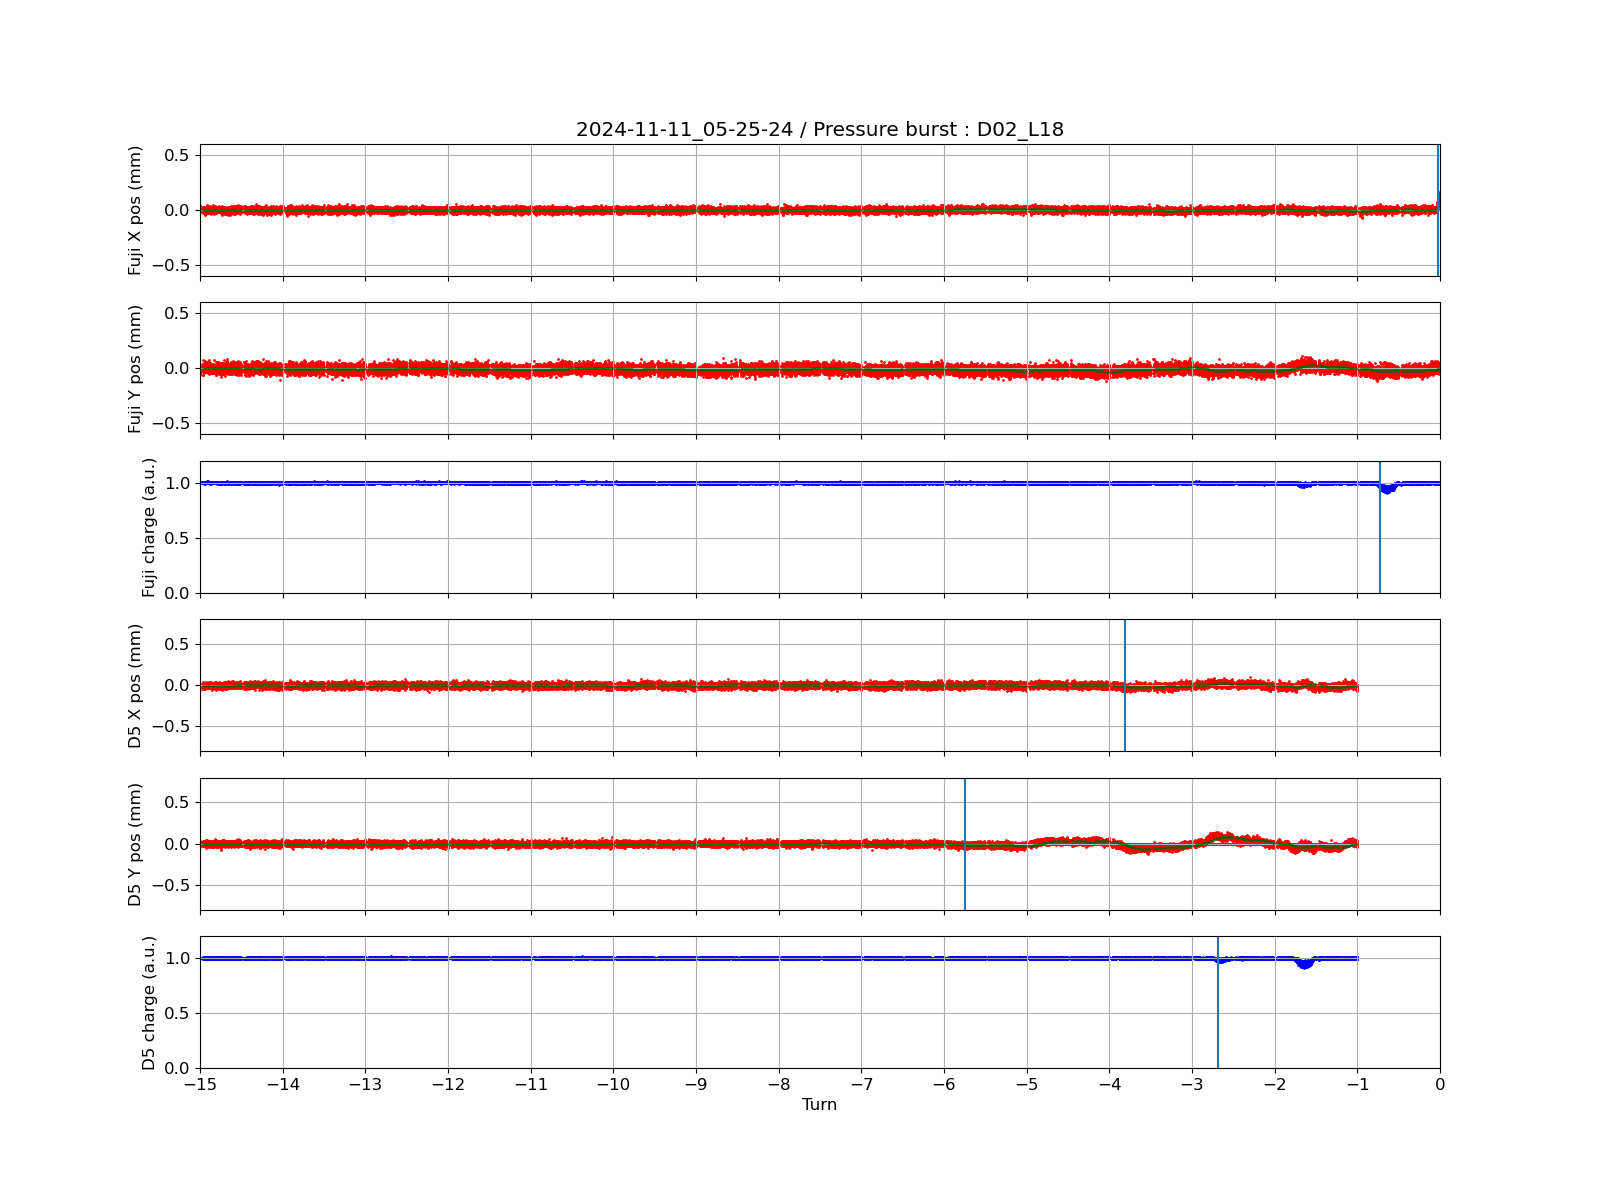 2024-11-11_05-25-24 / Pressure burst : D02_L18
Fuji X pos (mm)
0.5
0.0
−0.5
Fuji Y pos (mm)
0.5
0.0
−0.5
Fuji charge (a.u.)
1.0
0.5
0.0
D5 X pos (mm)
0.5
0.0
−0.5
D5 Y pos (mm)
0.5
0.0
−0.5
D5 charge (a.u.)
1.0
0.5
0.0
−15 −14 −13 −12 −11 −10 −9 −8 −7 −6 −5 −4 −3 −2 −1 0
Turn